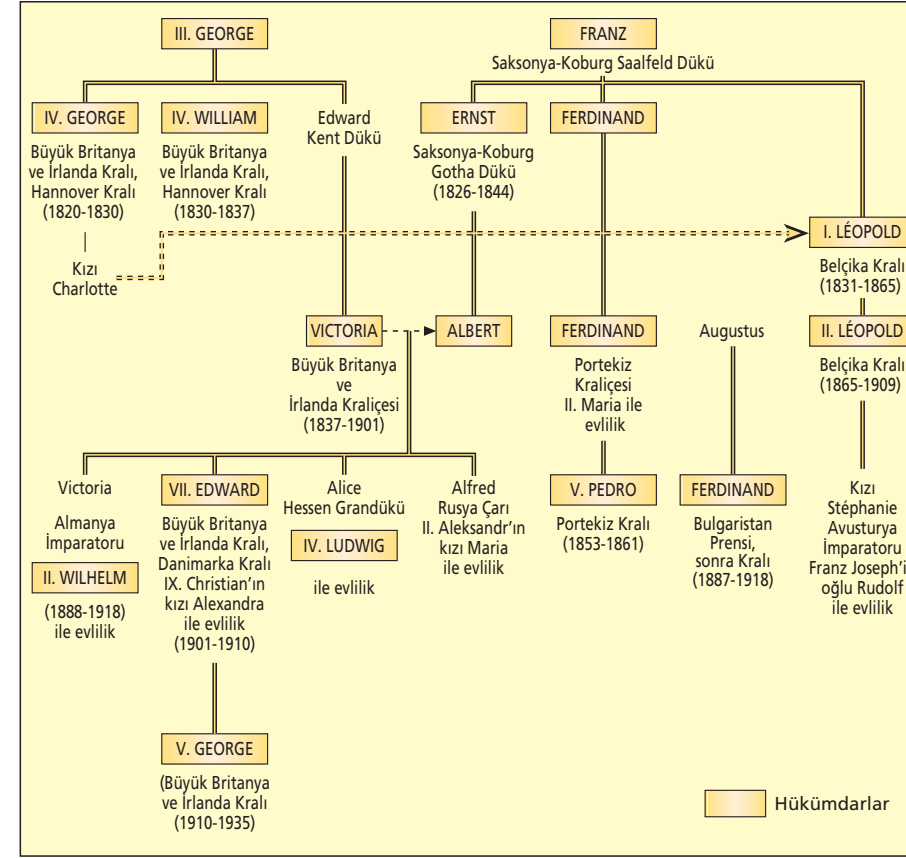 III. GEORGE
FRANZ
Saksonya-Koburg Saalfeld Dükü
IV. GEORGE
Büyük Britanya
ve İrlanda Kralı,
Hannover Kralı
(1820-1830)
Kızı
Charlotte
IV. WILLIAM
Büyük Britanya
ve İrlanda Kralı,
Hannover Kralı
(1830-1837)
Edward
Kent Dükü
ERNST
Saksonya-Koburg
Gotha Dükü
(1826-1844)
FERDINAND
I. LÉOPOLD
Belçika Kralı
(1831-1865)
VICTORIA
Büyük Britanya
ve
İrlanda Kraliçesi
(1837-1901)
ALBERT
FERDINAND
Portekiz
Kraliçesi
II. Maria ile
evlilik
Augustus
II. LÉOPOLD
Belçika Kralı
(1865-1909)
Victoria
Almanya
İmparatoru
II. WILHELM
(1888-1918)
ile evlilik
VII. EDWARD
Büyük Britanya
ve İrlanda Kralı,
Danimarka Kralı
IX. Christian'ın
kızı Alexandra
ile evlilik
(1901-1910)
Alice
Hessen Grandükü
IV. LUDWIG
ile evlilik
Alfred
Rusya Çarı
II. Aleksandr'ın
kızı Maria
ile evlilik
V. PEDRO
Portekiz Kralı
(1853-1861)
FERDINAND
Bulgaristan
Prensi,
sonra Kralı
(1887-1918)
Kızı
Stéphanie
Avusturya
İmparatoru
Franz Joseph'i
oğlu Rudolf
ile evlilik
V. GEORGE
(Büyük Britanya
ve İrlanda Kralı
(1910-1935)
Hükümdarlar